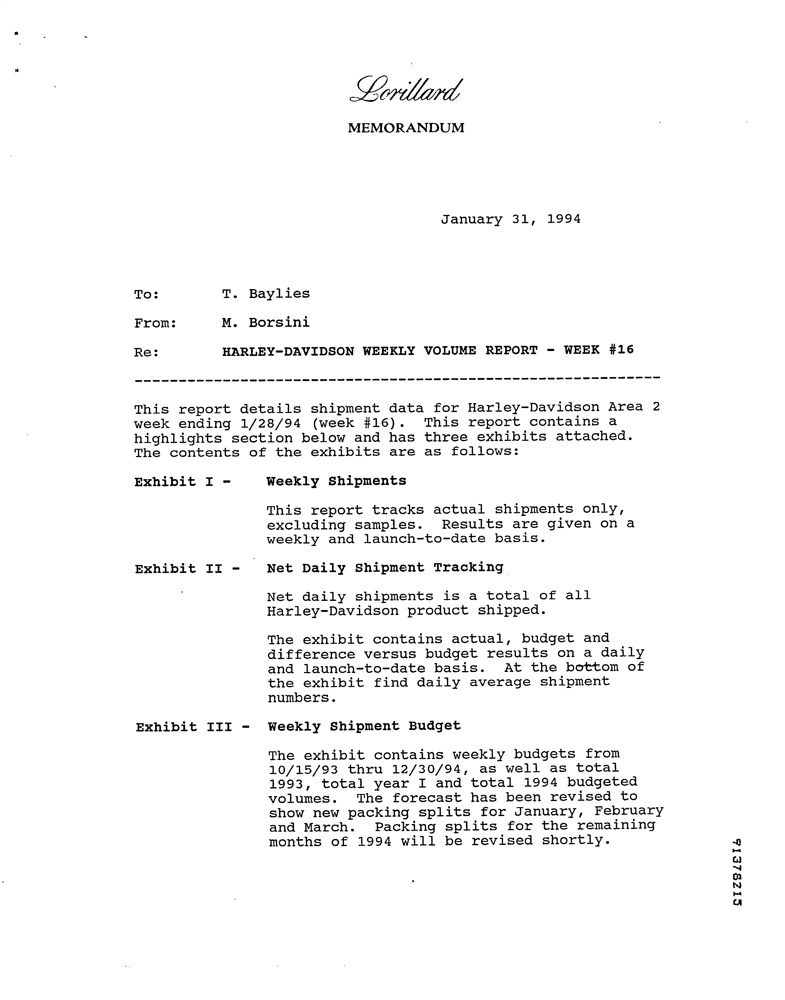 Lorillard
MEMORANDUM
January 31, 1994
To: T. Baylies
From: M. Borsini
Re: HARLEY-DAVIDSON WEEKLY VOLUME REPORT - WEEK #16
------------------------------------------------------------
This report details shipment data for Harley-Davidson Area 2
week ending 1/28/94 (week #16). This report contains a
highlights section below and has three exhibits attached.
The contents of the exhibits are as follows:
Exhibit I - Weekly Shipments
This report tracks actual shipments only,
excluding samples. Results are given on a
weekly and launch-to-date basis.
Exhibit II - Net Daily Shipment Tracking
Net daily shipments is a total of all
Harley-Davidson product shipped.
The exhibit contains actual, budget and
difference versus budget results on a daily
and launch-to-date basis. At the bottom of
the exhibit find daily average shipment
numbers.
Exhibit III - Weekly Shipment Budget
The exhibit contains weekly budgets from
10/15/93 thru 12/30/94, as well as total
1993, total year I and total 1994 budgeted
volumes. The forecast has been revised to
show new packing splits for January, February
and March. Packing splits for the remaining
months of 1994 will be revised shortly.
91378215